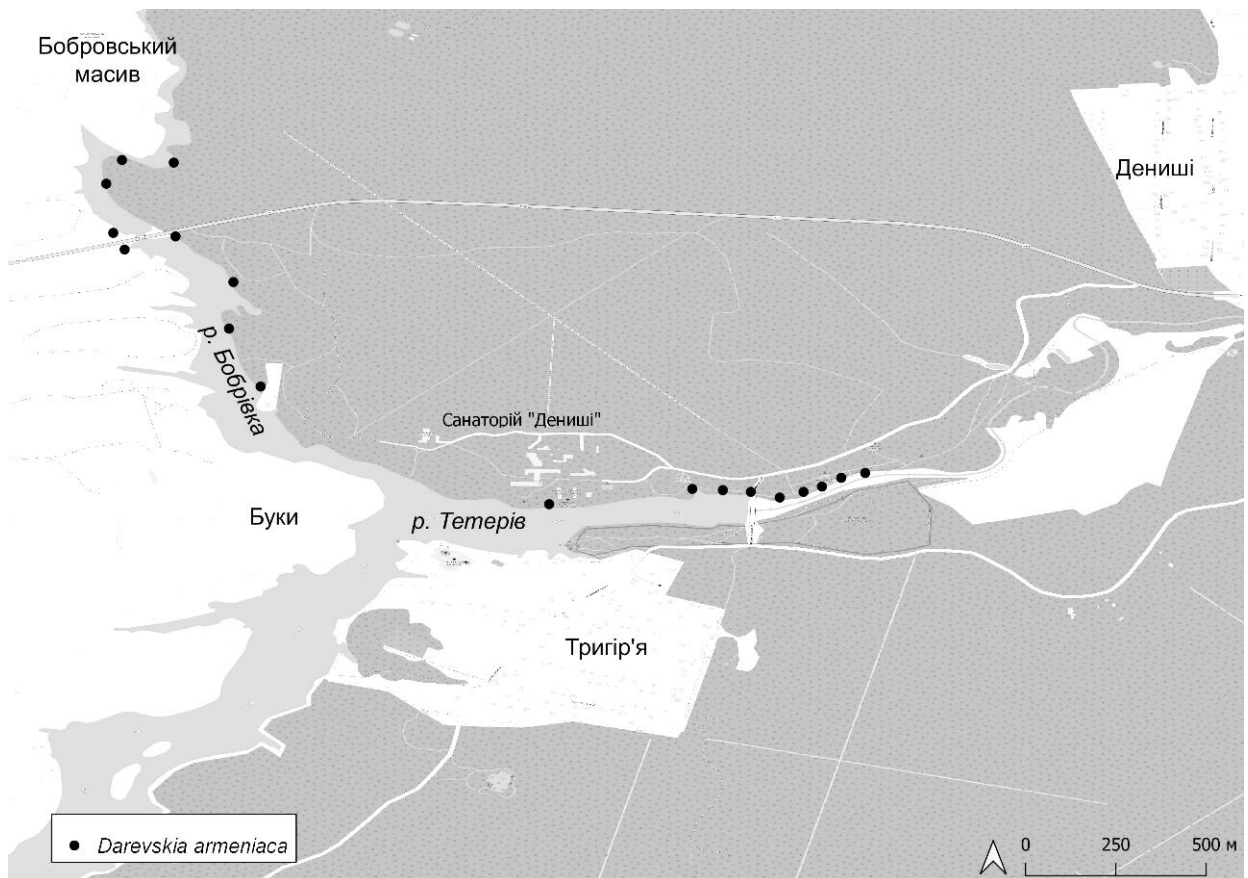 Бобровський
масив
Дениші
р. Бобрівка
Санаторій "Дениші"
Буки
р. Тетерів
Тригір'я
Darevskia armeniaca
0 250 500 м